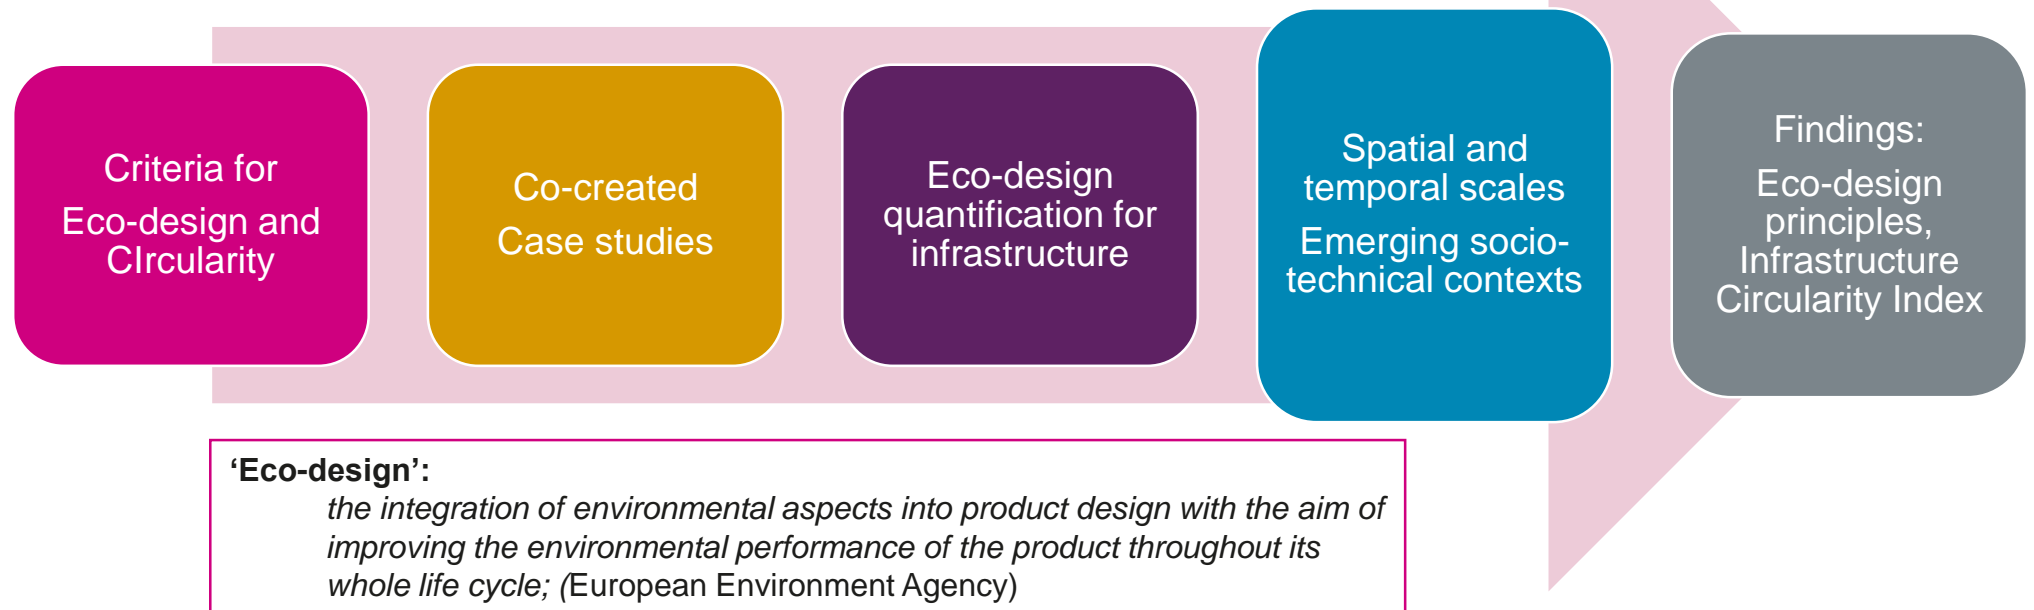 Criteria for
Eco-design and
CIrcularity
Co-created
Case studies
Eco-design
quantification for
infrastructure
Spatial and
temporal scales
Emerging socio-
technical contexts
Findings:
Eco-design
principles,
Infrastructure
Circularity Index
‘Eco-design’:
the integration of environmental aspects into product design with the aim of
improving the environmental performance of the product throughout its
whole life cycle; (European Environment Agency)